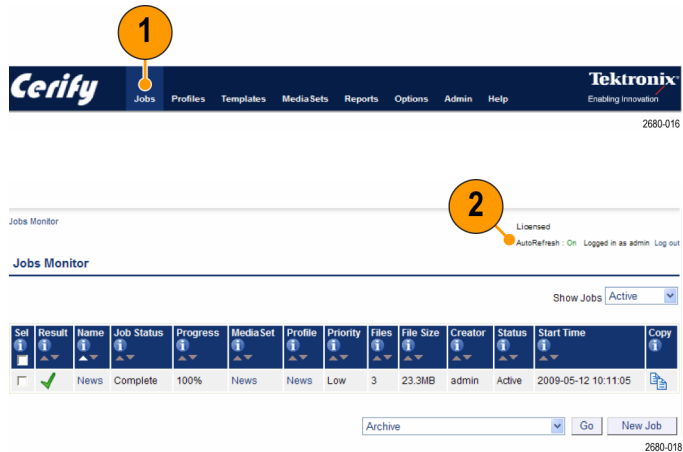 1
Cerify
Tektronix
Enabling Innovation
Jobs Profiles Templates MediaSets Reports Options Admin Help
2680-016
2
Jobs Monitor
Licensed
AutoRefresh : On Logged in as admin Log out
Jobs Monitor
Show Jobs Active
Sel Result Name Job Status Progress MediaSet Profile Priority Files File Size Creator Status Start Time Copy
News Complete 100% News News Low 3 23.3MB admin Active 2009-05-12 10:11:05
Archive Go New Job
2680-018